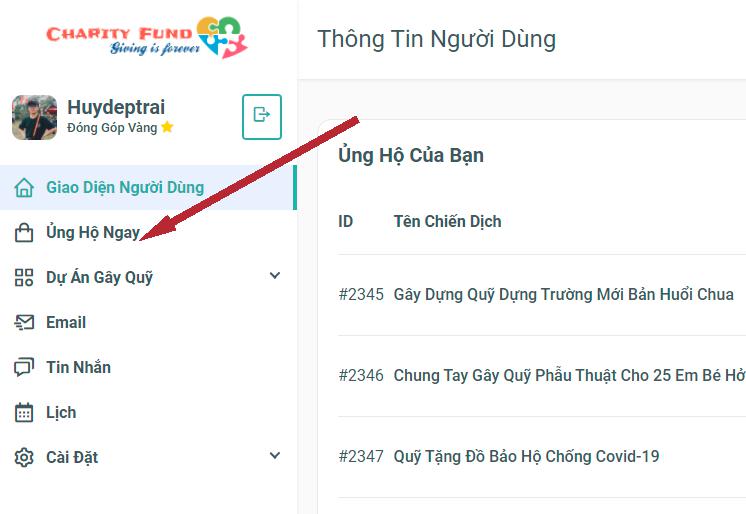 CHARITY FUND
Giving is forever
Huydeptrai
Đóng Góp Vàng
Giao Diện Người Dùng
Ủng Hộ Ngay
Dự Án Gây Quỹ
Email
Tin Nhắn
Lịch
Cài Đặt
Thông Tin Người Dùng
Ủng Hộ Của Bạn
ID Tên Chiến Dịch
#2345 Gây Dựng Quỹ Dựng Trường Mới Bản Huổi Chua
#2346 Chung Tay Gây Quỹ Phẫu Thuật Cho 25 Em Bé Hở
#2347 Quỹ Tặng Đồ Bảo Hộ Chống Covid-19